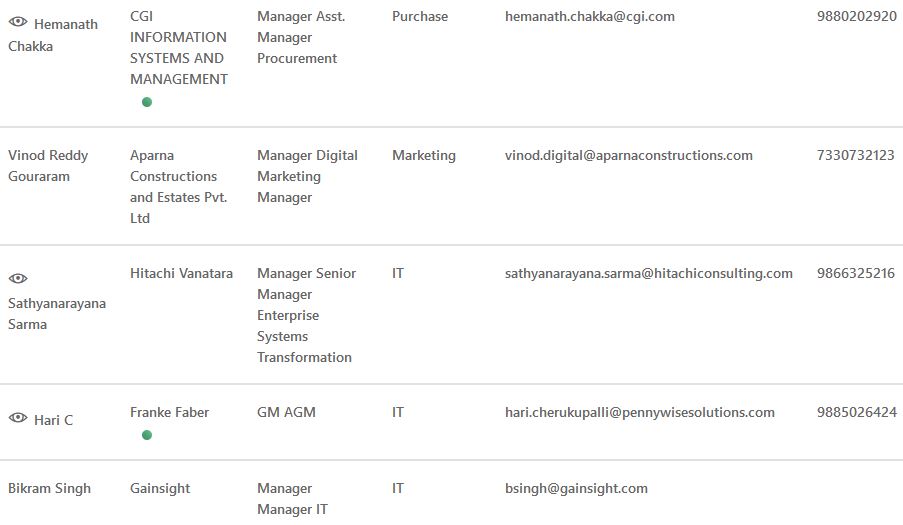 Hemanath Chakka
CGI INFORMATION SYSTEMS AND MANAGEMENT
Manager Asst. Manager Procurement
Purchase
hemanath.chakka@cgi.com
9880202920
Vinod Reddy Gouraram
Aparna Constructions and Estates Pvt. Ltd
Manager Digital Marketing Manager
Marketing
vinod.digital@aparnaconstructions.com
7330732123
Sathyanarayana Sarma
Hitachi Vanatara
Manager Senior Manager Enterprise Systems Transformation
IT
sathyanarayana.sarma@hitachiconsulting.com
9866325216
Hari C
Franke Faber
GM AGM
IT
hari.cherukupalli@pennywisesolutions.com
9885026424
Bikram Singh
Gainsight
Manager Manager IT
IT
bsingh@gainsight.com